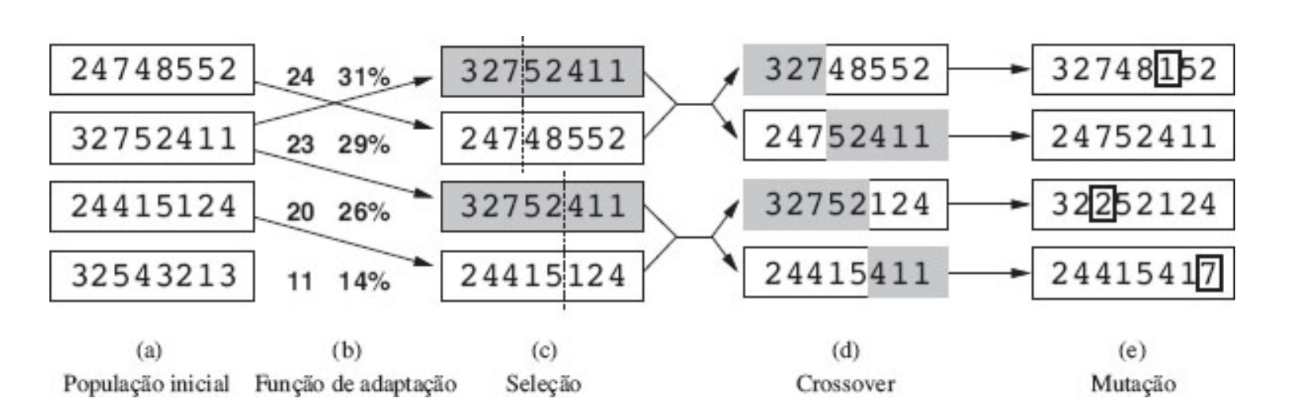 24748552 24 31% 32752411 32748552 32748152
32752411 23 29% 24748552 24752411 24752411
24415124 20 26% 32752411 32752124 32252124
32543213 11 14% 24415124 24415411 24415417
(a) (b) (c) (d) (e)
População inicial Função de adaptação Seleção Crossover Mutação